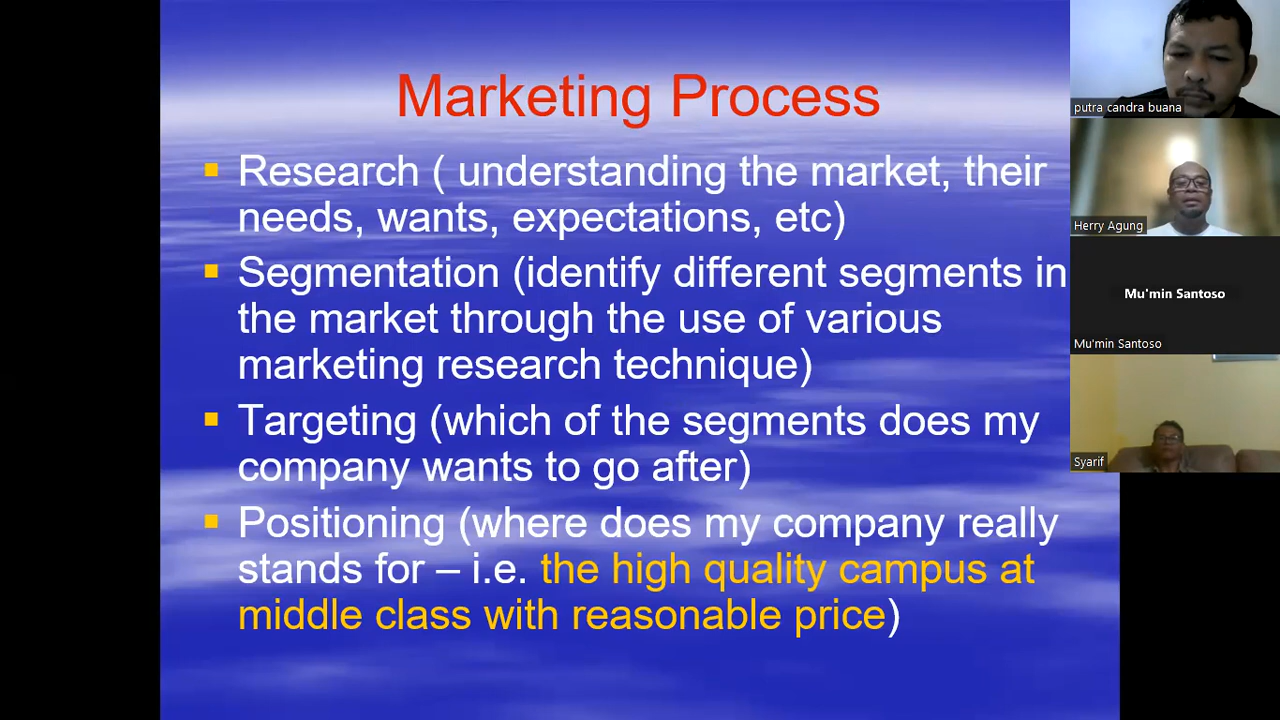 Marketing Process
Research ( understanding the market, their
needs, wants, expectations, etc)
Segmentation (identify different segments in
the market through the use of various
marketing research technique)
Targeting (which of the segments does my
company wants to go after)
Positioning (where does my company really
stands for – i.e. the high quality campus at
middle class with reasonable price)
putra candra buana
Herry Agung
Mu'min Santoso
Mu'min Santoso
Syarif